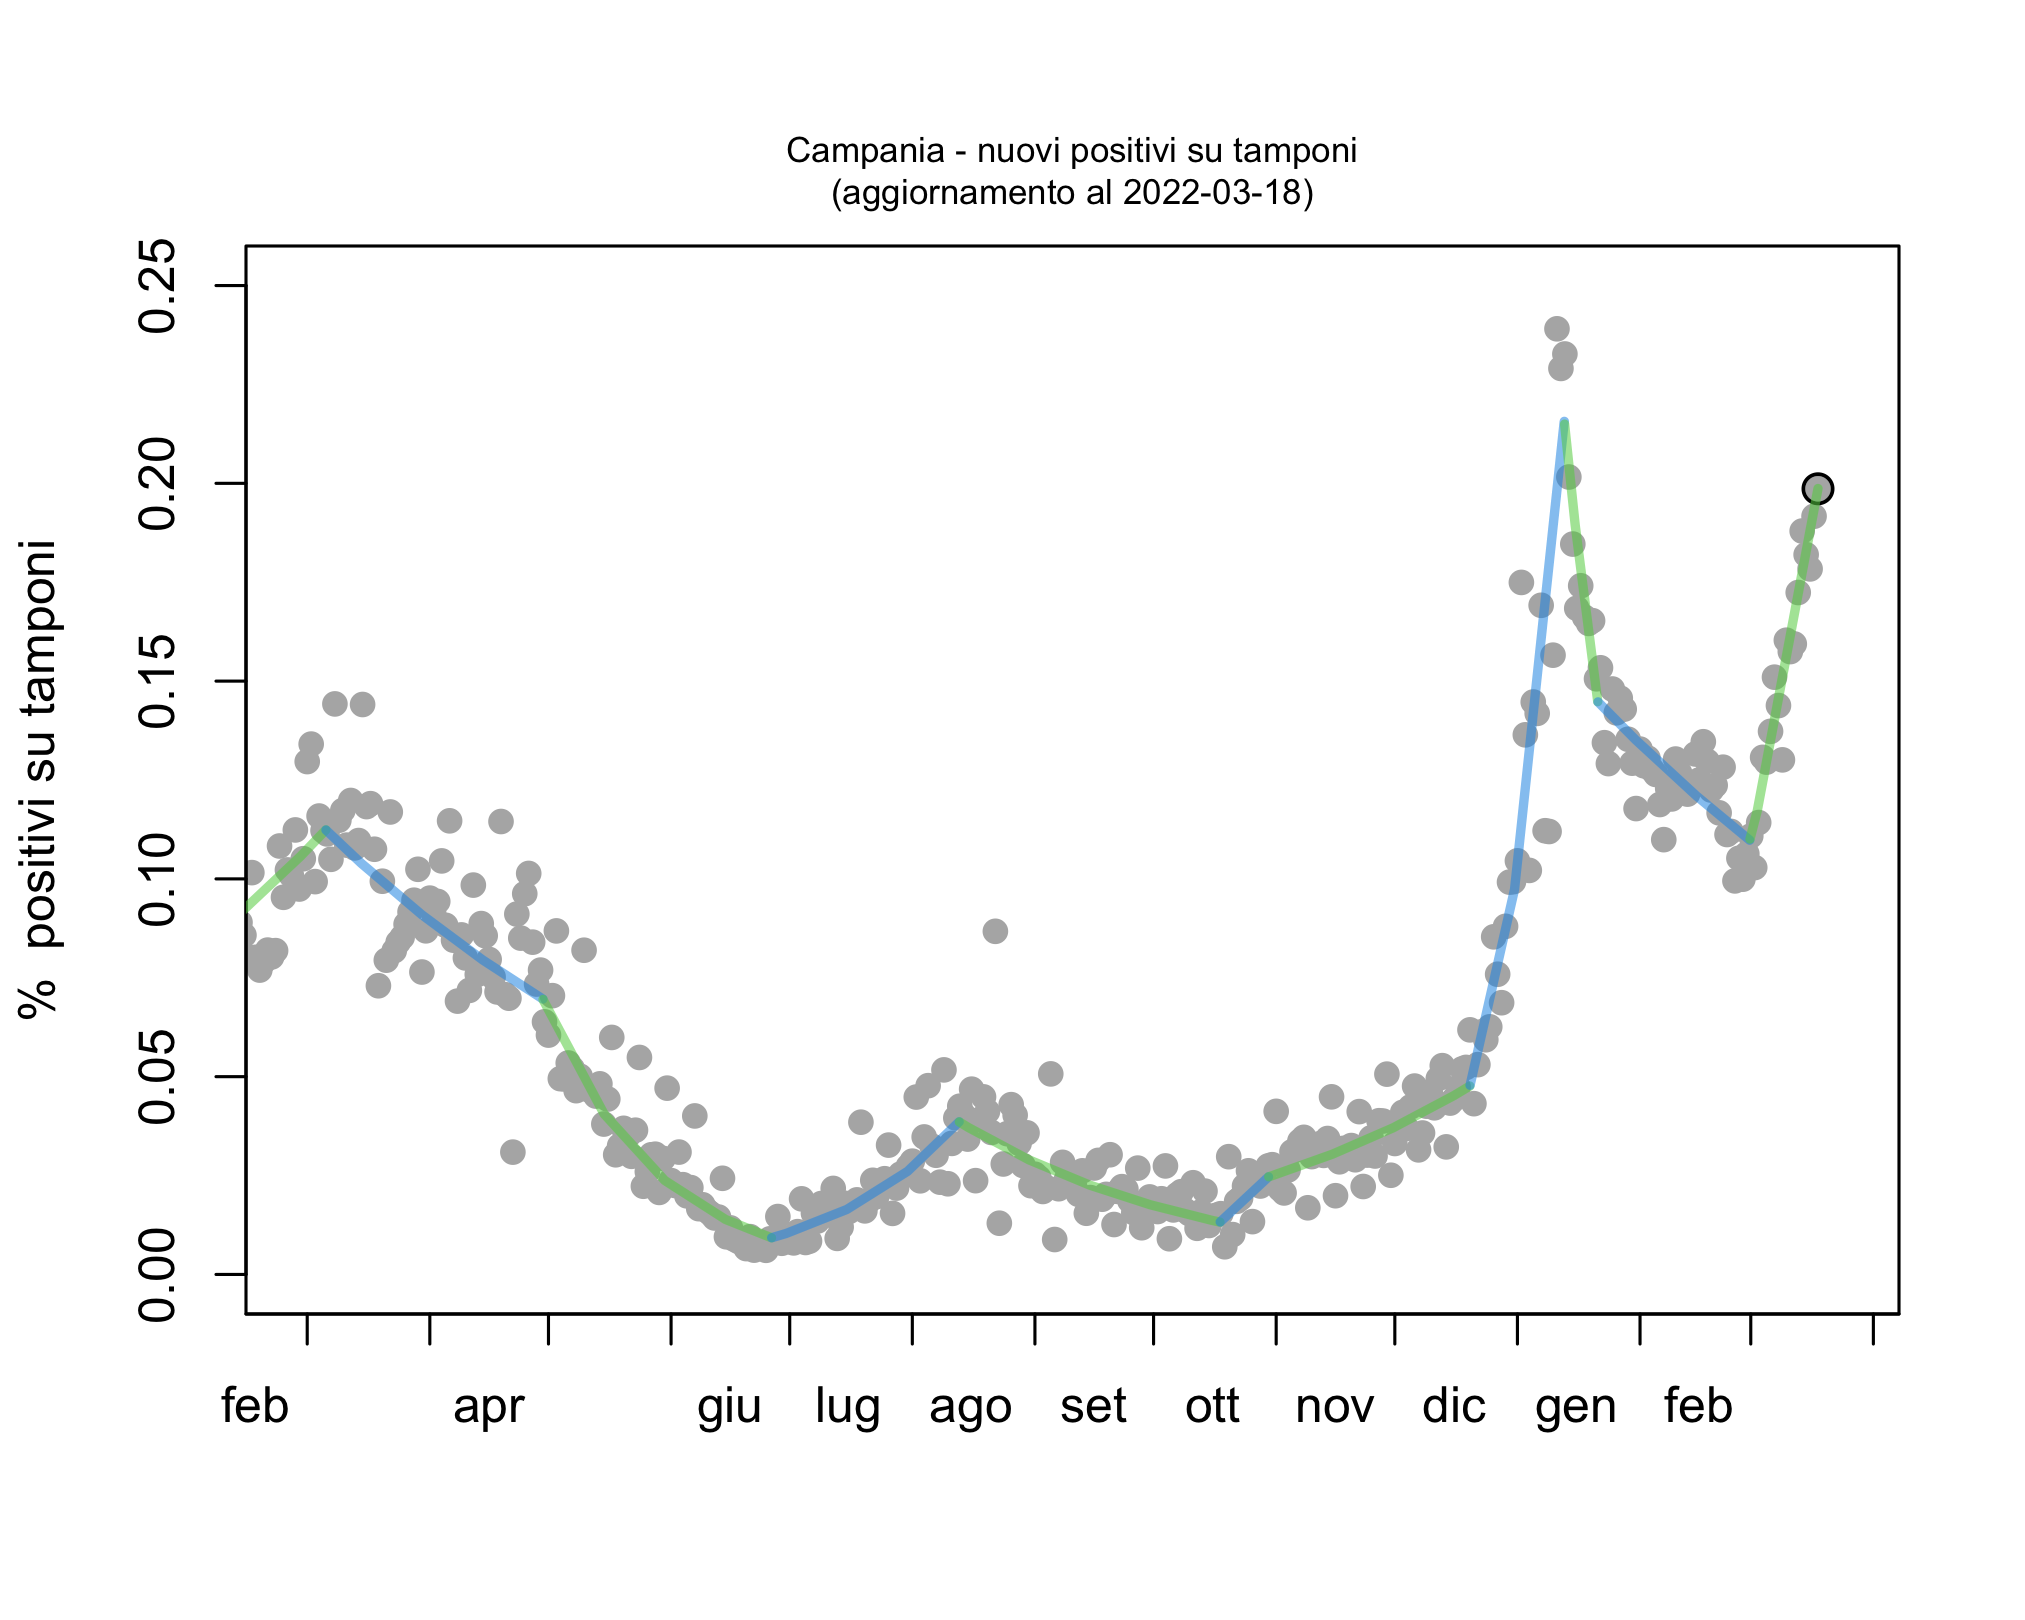 Campania - nuovi positivi su tamponi
(aggiornamento al 2022-03-18)
% positivi su tamponi
0.25
0.20
0.15
0.10
0.05
0.00
feb apr giu lug ago set ott nov dic gen feb